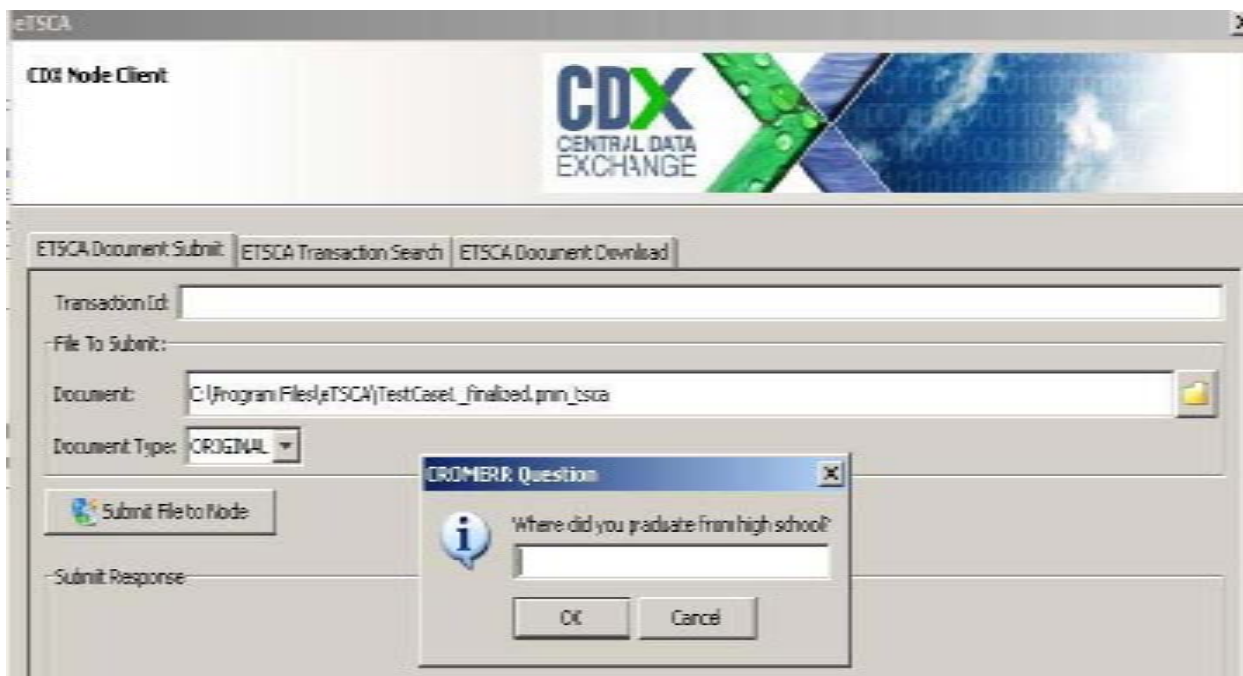 eTSCA
CDX Node Client
CDX
CENTRAL DATA
EXCHANGE
ETSCA Document Submit
ETSCA Transaction Search
ETSCA Document Download
Transaction Id:
File To Submit:
Document:
C:\Program Files\eTSCA\TestCase1_finalized.pmn_tsca
Document Type:
ORIGINAL
CROMERR Question
Where did you graduate from high school?
Submit File to Node
Submit Response
OK
Cancel